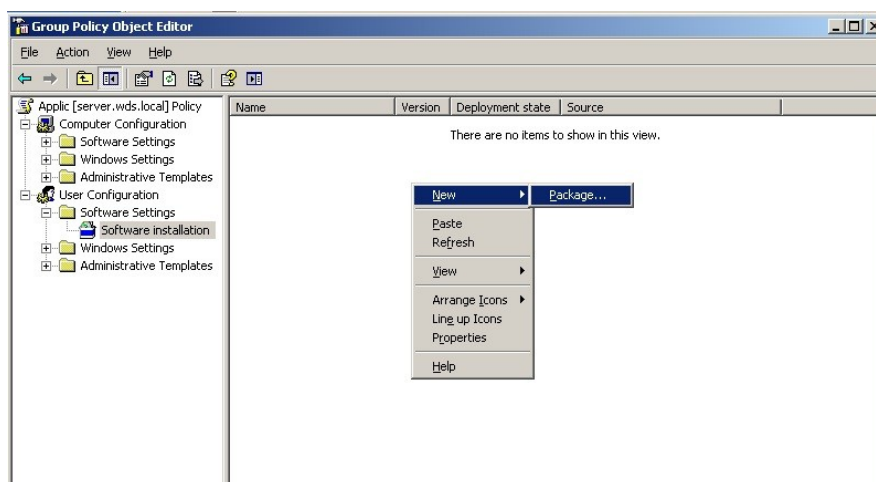 Group Policy Object Editor
File Action View Help
Applic [server.wds.local] Policy
Computer Configuration
Software Settings
Windows Settings
Administrative Templates
User Configuration
Software Settings
Software installation
Windows Settings
Administrative Templates
Name Version Deployment state Source
There are no items to show in this view.
New Package...
Paste
Refresh
View
Arrange Icons
Line up Icons
Properties
Help